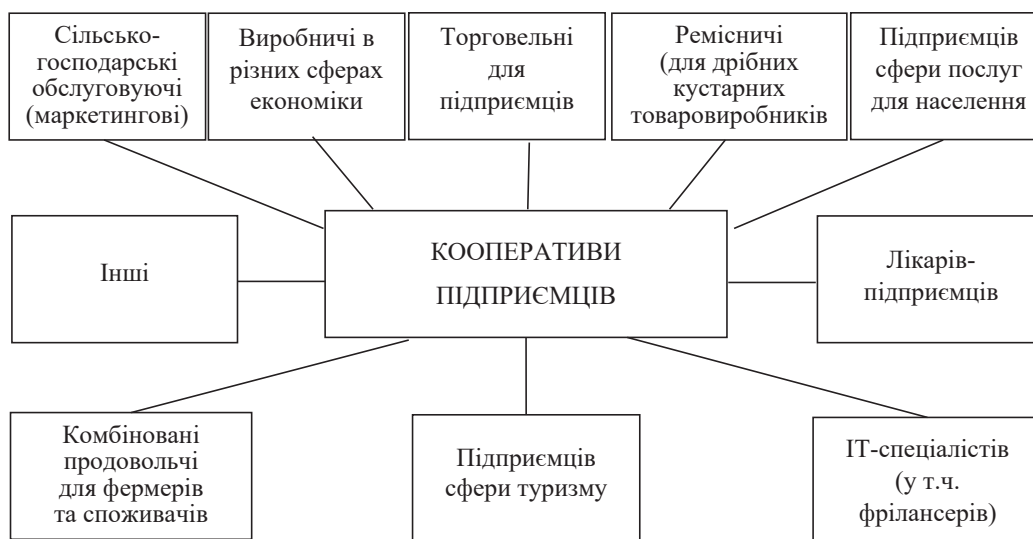 Сільсько-
господарські
обслуговуючі
(маркетингові)
Виробничі в
різних сферах
економіки
Торговельні
для
підприємців
Ремісничі
(для дрібних
кустарних
товаровиробників
Підприємців
сфери послуг
для населення
Інші
КООПЕРАТИВИ
ПІДПРИЄМЦІВ
Лікарів-
підприємців
Комбіновані
продовольчі
для фермерів
та споживачів
Підприємців
сфери туризму
ІТ-спеціалістів
(у т.ч.
фрілансерів)